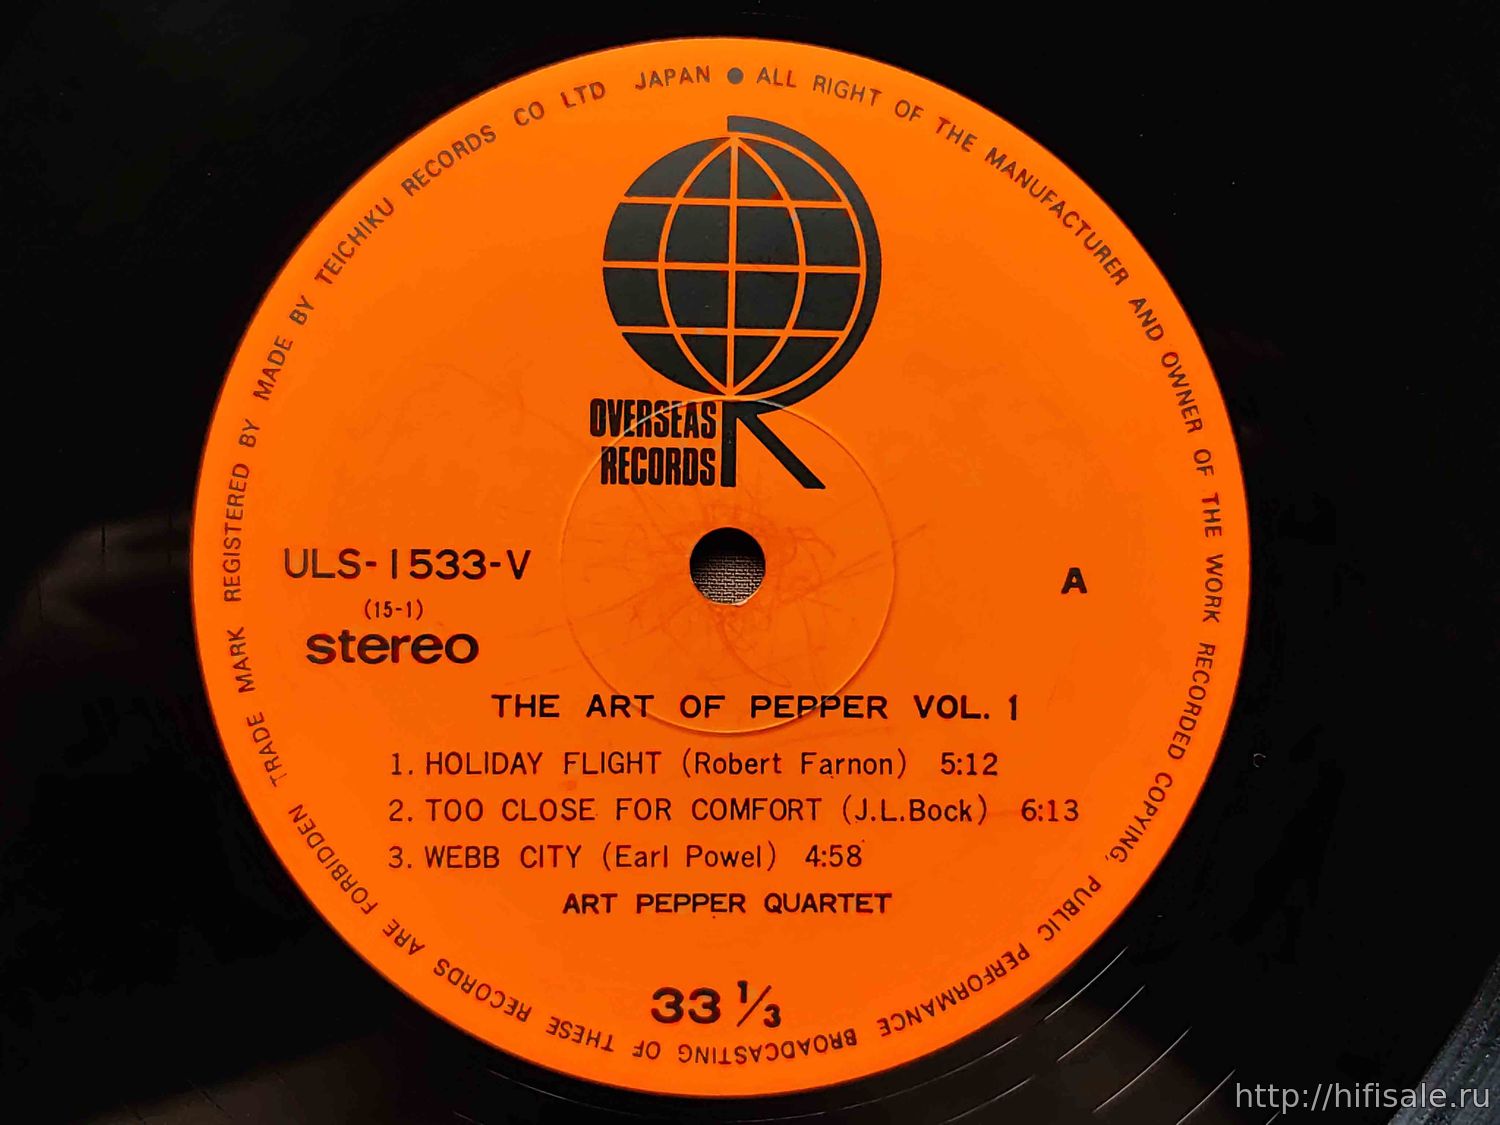 TRADE MARK REGISTERED BY MADE BY TEICHIKU RECORDS CO LTD JAPAN ● ALL RIGHT OF THE MANUFACTURER AND OWNER OF THE WORK RECORDED COPYING, PUBLIC PERFORMANCE BROADCASTING OF THESE RECORDS ARE FORBIDDEN
OVERSEAS
RECORDS
ULS-1533-V
A
(15-1)
stereo
THE ART OF PEPPER VOL. 1
1. HOLIDAY FLIGHT (Robert Farnon) 5:12
2. TOO CLOSE FOR COMFORT (J.L.Bock) 6:13
3. WEBB CITY (Earl Powel) 4:58
ART PEPPER QUARTET
33 1/3
http://hifisale.ru